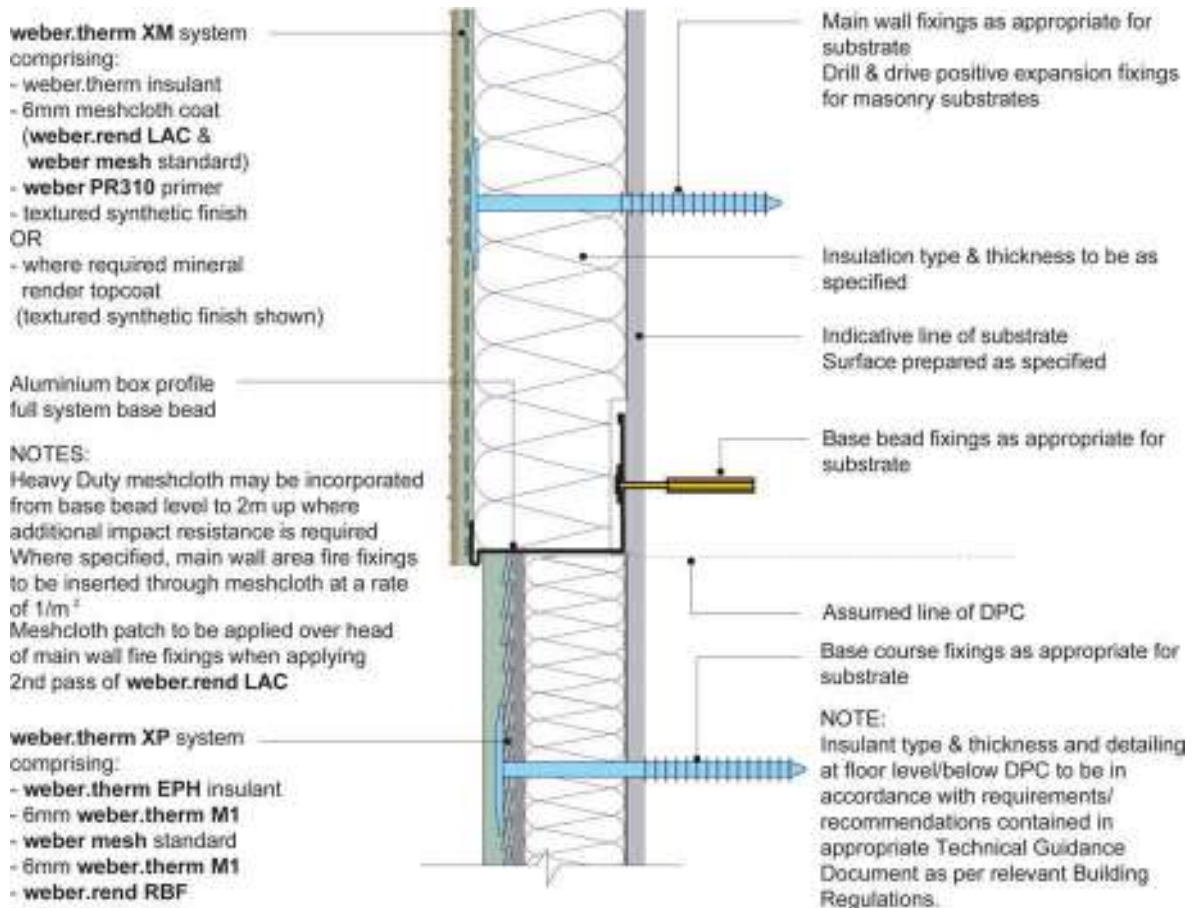 weber.therm XM system
comprising:
- weber.therm insulant
- 6mm meshcloth coat
(weber.rend LAC &
weber mesh standard)
- weber PR310 primer
- textured synthetic finish
OR
- where required mineral
render topcoat
(textured synthetic finish shown)
Aluminium box profile
full system base bead
NOTES:
Heavy Duty meshcloth may be incorporated
from base bead level to 2m up where
additional impact resistance is required
Where specified, main wall area fire fixings
to be inserted through meshcloth at a rate
of 1/m²
Meshcloth patch to be applied over head
of main wall fire fixings when applying
2nd pass of weber.rend LAC
weber.therm XP system
comprising:
- weber.therm EPH insulant
- 6mm weber.therm M1
- weber mesh standard
- 6mm weber.therm M1
- weber.rend RBF
Main wall fixings as appropriate for
substrate
Drill & drive positive expansion fixings
for masonry substrates
Insulation type & thickness to be as
specified
Indicative line of substrate
Surface prepared as specified
Base bead fixings as appropriate for
substrate
Assumed line of DPC
Base course fixings as appropriate for
substrate
NOTE:
Insulant type & thickness and detailing
at floor level/below DPC to be in
accordance with requirements/
recommendations contained in
appropriate Technical Guidance
Document as per relevant Building
Regulations.